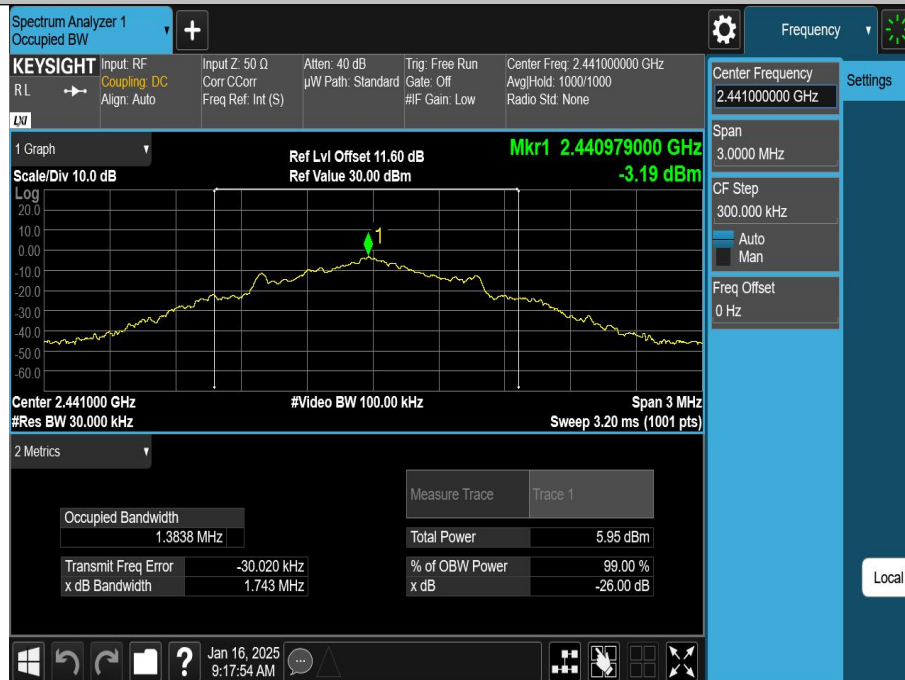 Spectrum Analyzer 1
Occupied BW
+
Frequency
KEYSIGHT
RL
LXI
Input: RF
Coupling: DC
Align: Auto
Input Z: 50 Ω
Corr CCorr
Freq Ref: Int (S)
Atten: 40 dB
µW Path: Standard
Trig: Free Run
Gate: Off
#IF Gain: Low
Center Freq: 2.441000000 GHz
Avg|Hold: 1000/1000
Radio Std: None
Center Frequency
2.441000000 GHz
Settings
Span
3.0000 MHz
CF Step
300.000 kHz
Auto
Man
Freq Offset
0 Hz
1 Graph
Scale/Div 10.0 dB
Ref Lvl Offset 11.60 dB
Ref Value 30.00 dBm
Mkr1 2.440979000 GHz
-3.19 dBm
Log
20.0
10.0
0.00
-10.0
-20.0
-30.0
-40.0
-50.0
-60.0
1
Center 2.441000 GHz
#Video BW 100.00 kHz
Span 3 MHz
#Res BW 30.000 kHz
Sweep 3.20 ms (1001 pts)
2 Metrics
Measure Trace
Trace 1
Occupied Bandwidth
1.3838 MHz
Total Power
5.95 dBm
Transmit Freq Error
-30.020 kHz
% of OBW Power
99.00 %
x dB Bandwidth
1.743 MHz
x dB
-26.00 dB
Local
?
Jan 16, 2025
9:17:54 AM